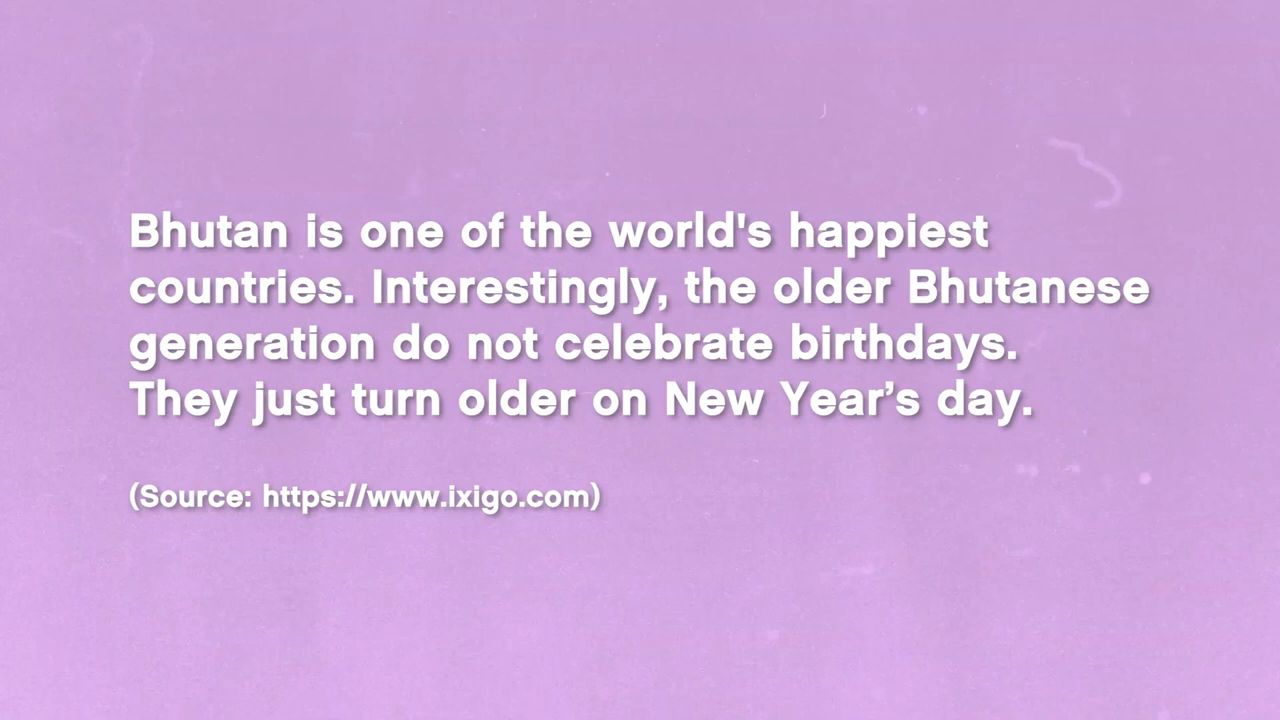 Bhutan is one of the world's happiest
countries. Interestingly, the older Bhutanese
generation do not celebrate birthdays.
They just turn older on New Year’s day.
(Source: https://www.ixigo.com)